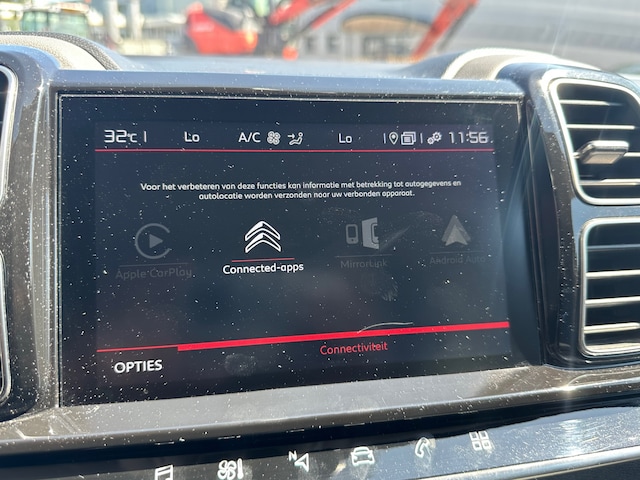 32°C Lo A/C Lo 11:56
Voor het verbeteren van deze functies kan informatie met betrekking tot autogegevens en
autolocatie worden verzonden naar uw verbonden apparaat.
Apple CarPlay Connected-apps MirrorLink Android Auto
Connectiviteit
OPTIES
N